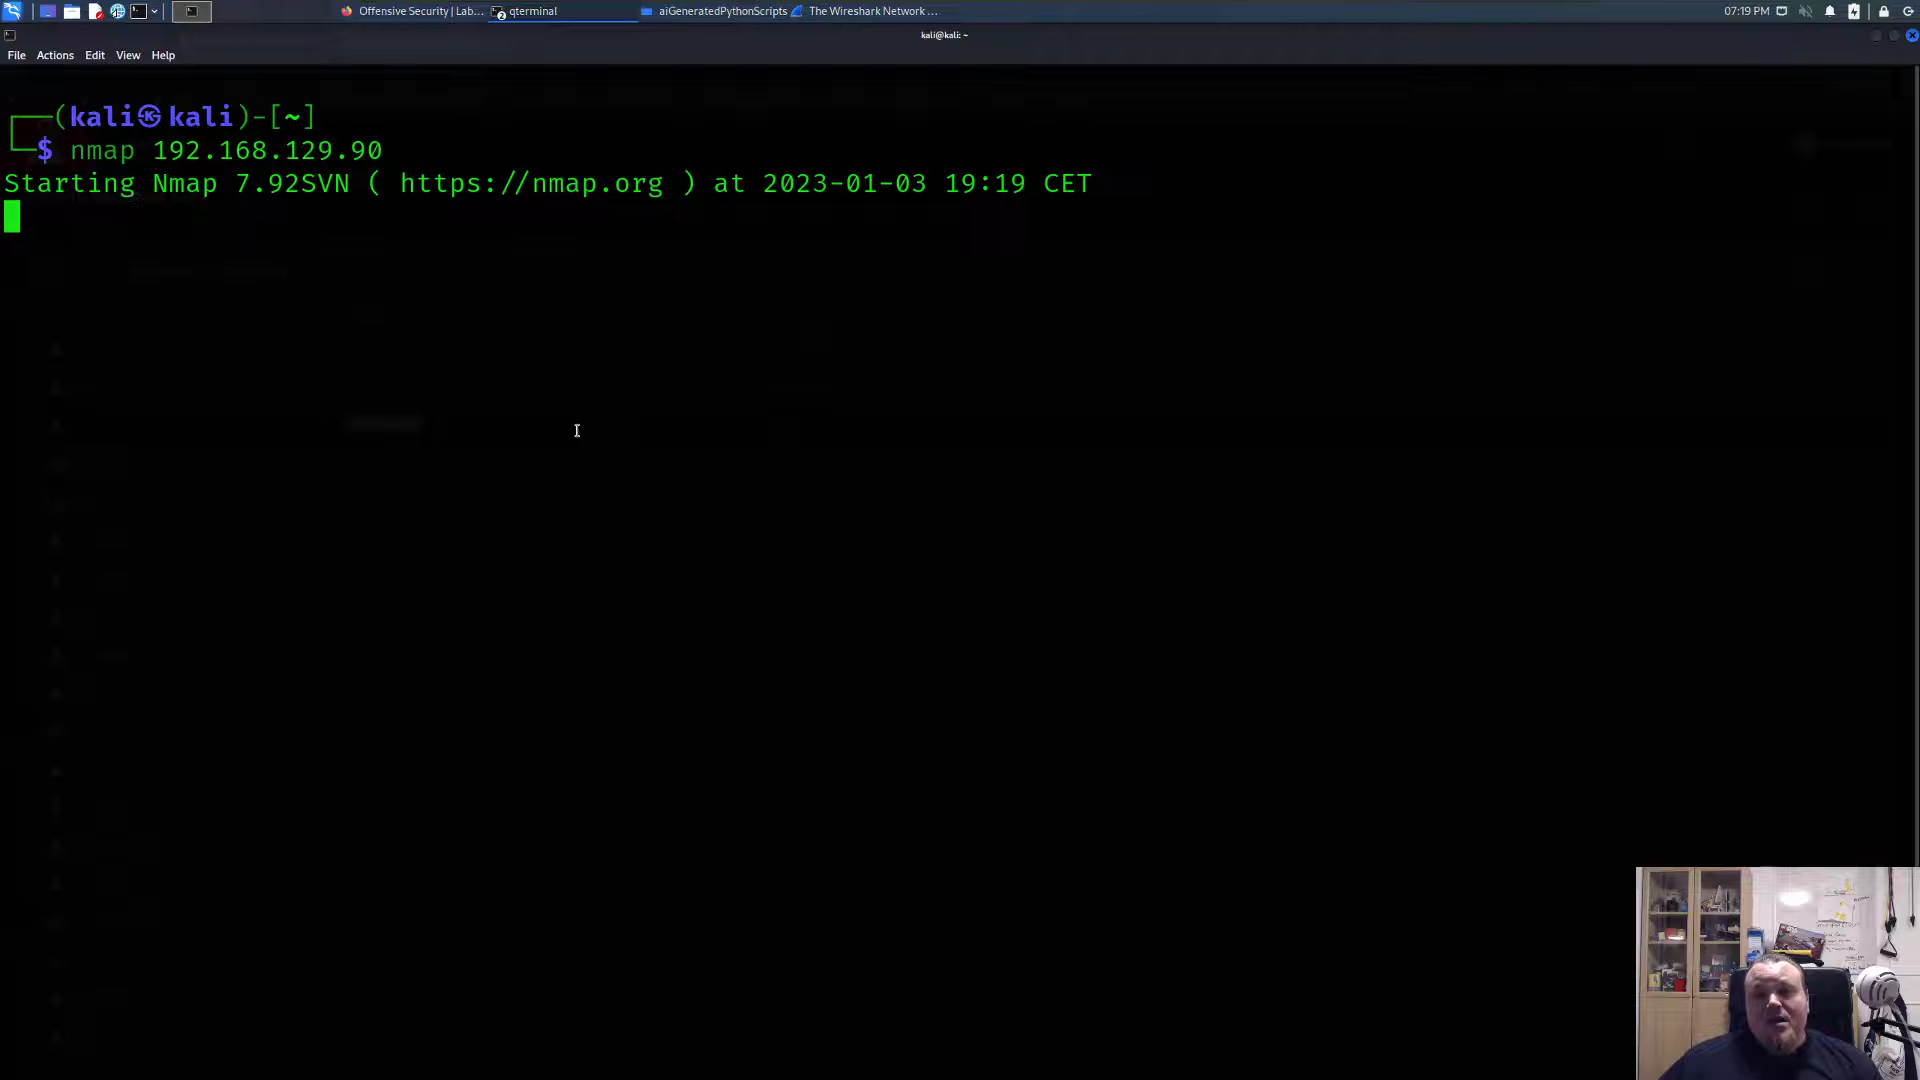 Offensive Security | Lab...
qterminal
aiGeneratedPythonScripts
The Wireshark Network ...
07:19 PM
kali@kali: ~
File Actions Edit View Help
(kali㉿kali)-[~]
$ nmap 192.168.129.90
Starting Nmap 7.92SVN ( https://nmap.org ) at 2023-01-03 19:19 CET